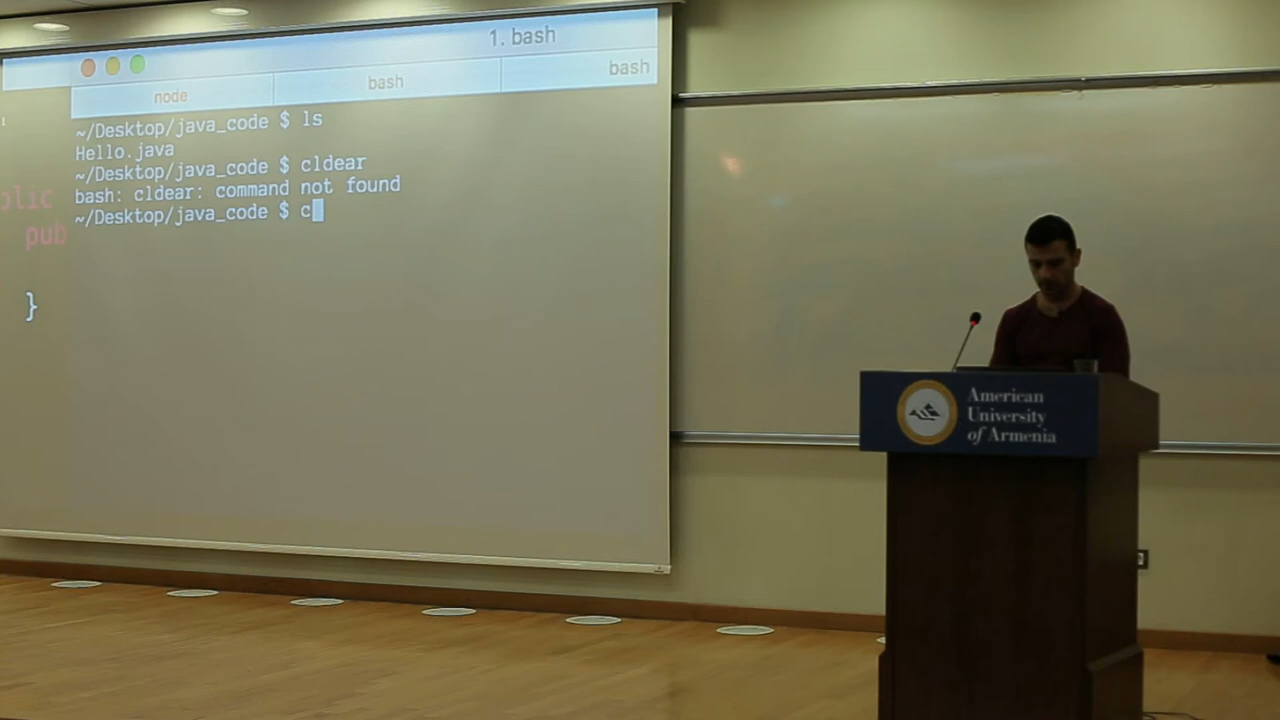 1. bash
node
bash
bash
~/Desktop/java_code $ ls
Hello.java
~/Desktop/java_code $ cldear
bash: cldear: command not found
~/Desktop/java_code $ c
pub
}
American
University
of Armenia